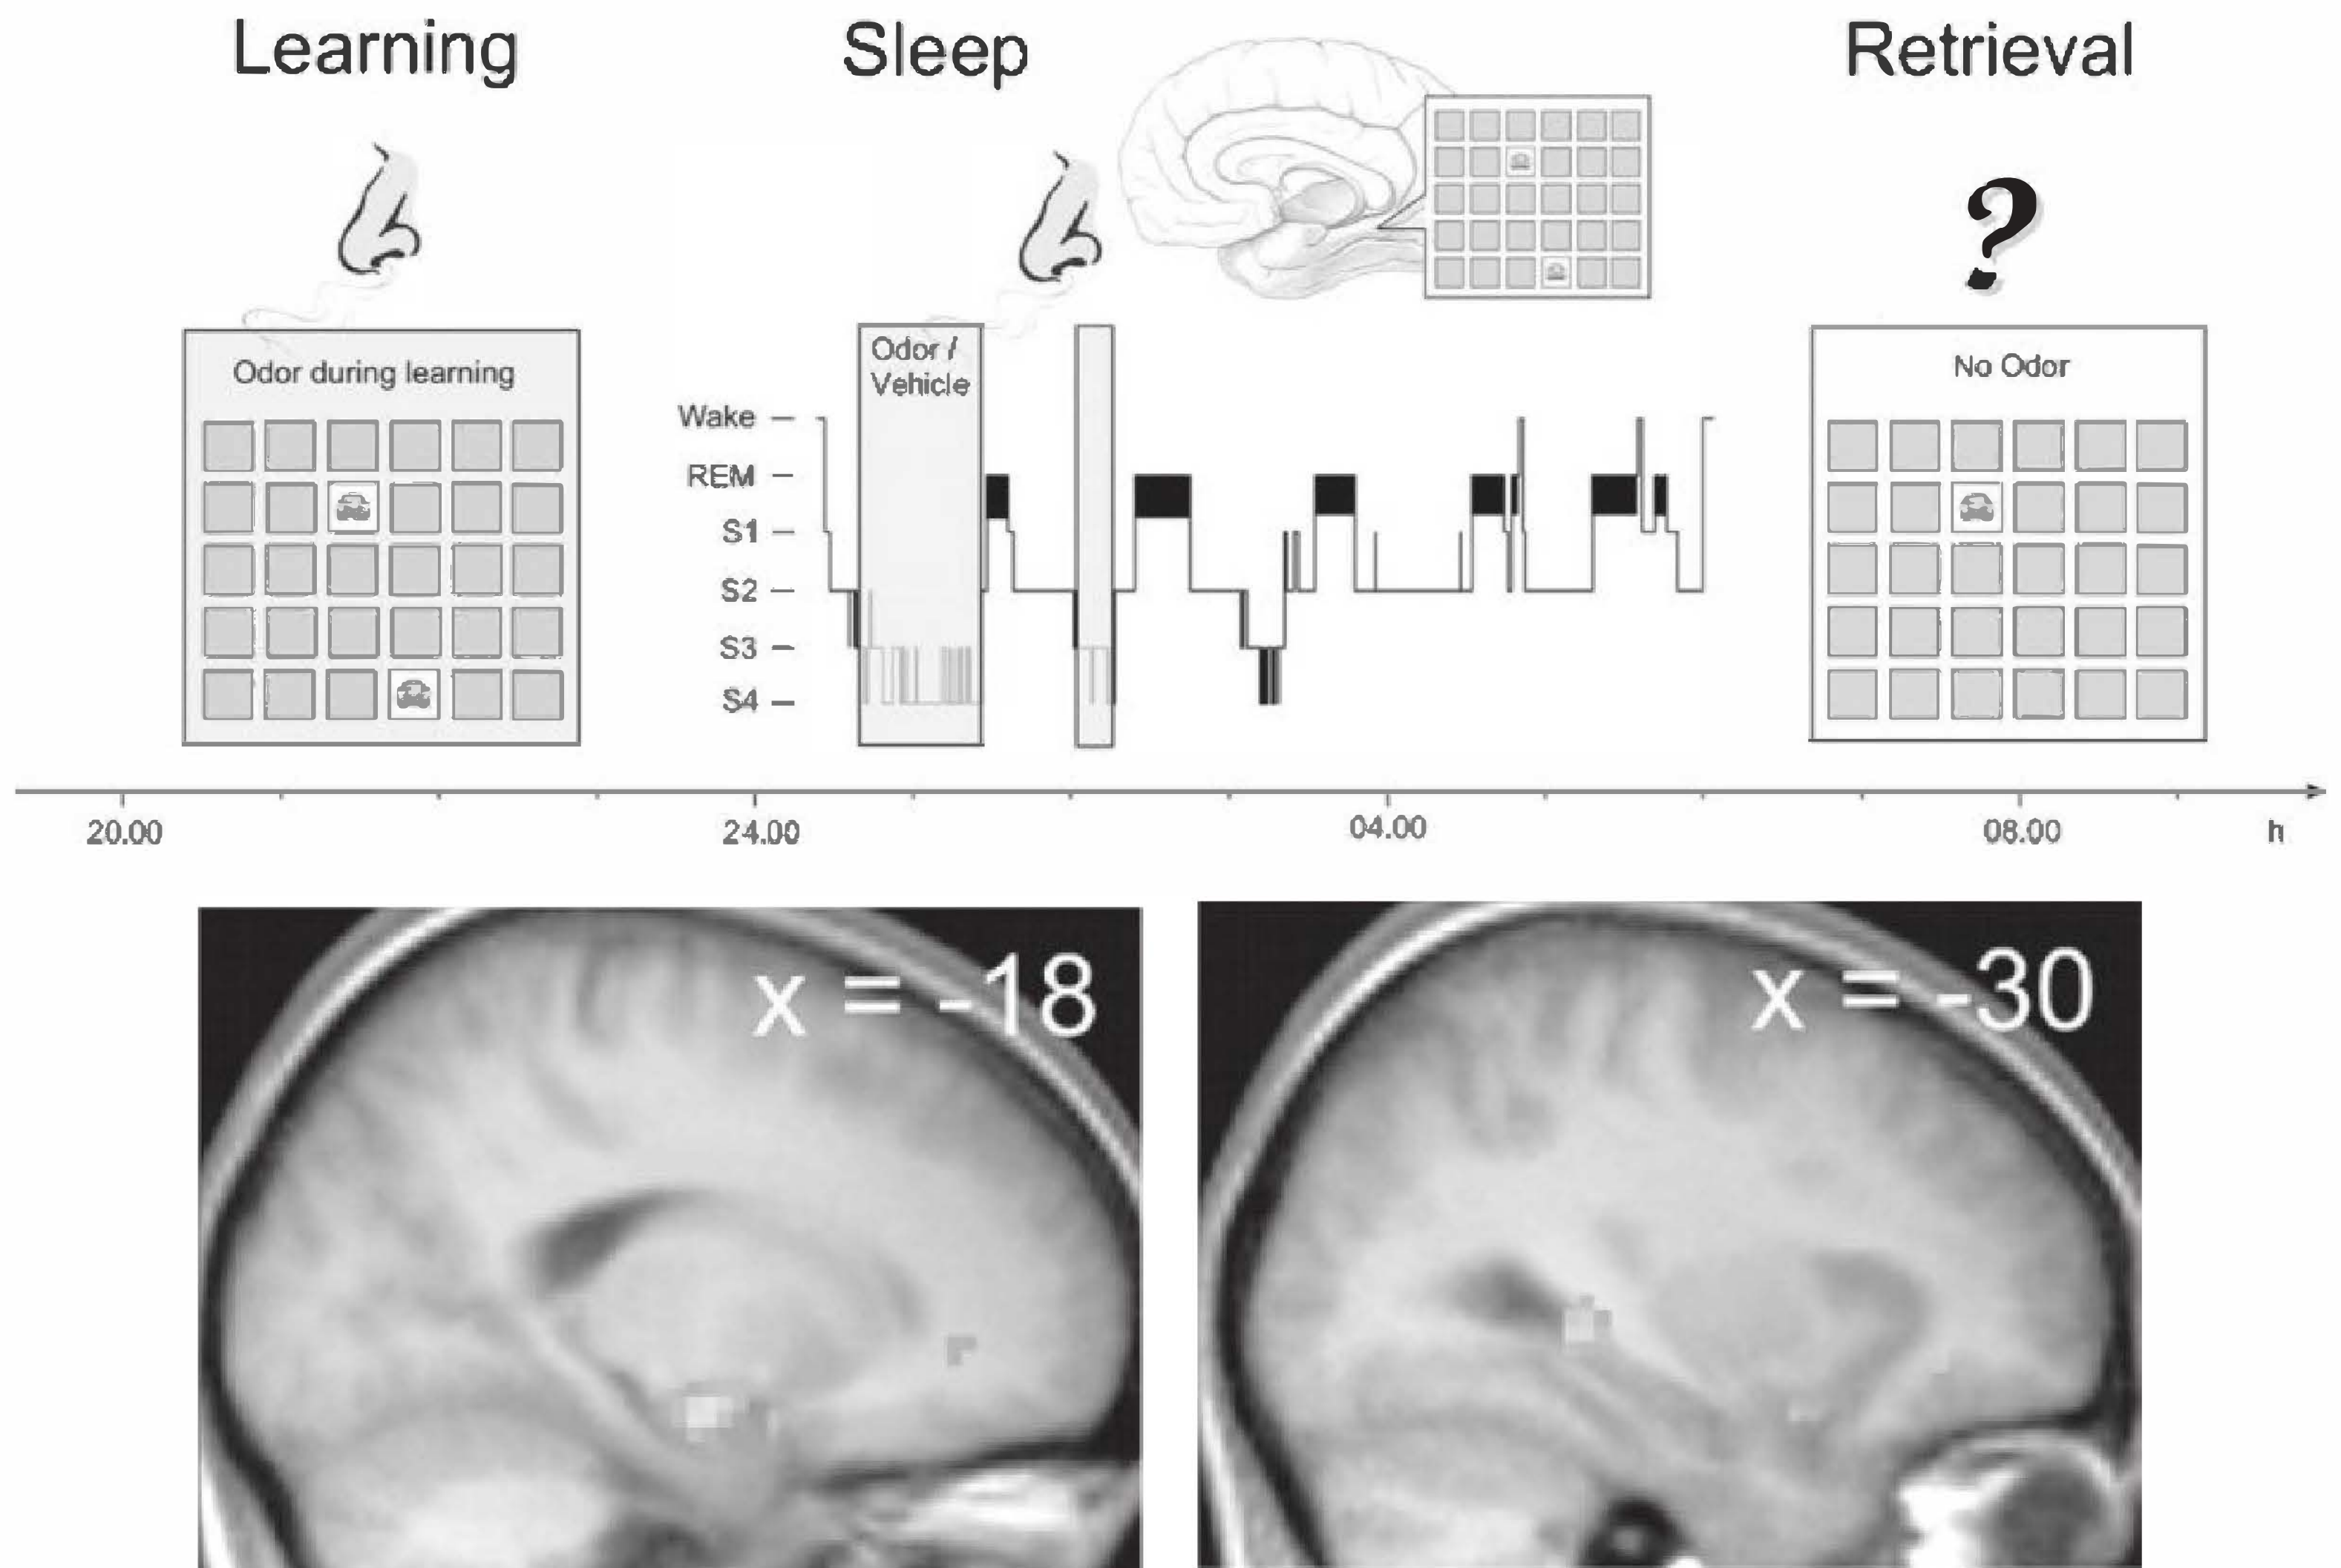 Learning
Sleep
Retrieval
Odor during learning
Odor /
Vehicle
No Odor
Wake
REM
S1
S2
S3
S4
?
20.00
24.00
04.00
08.00
h
x = -18
x = -30